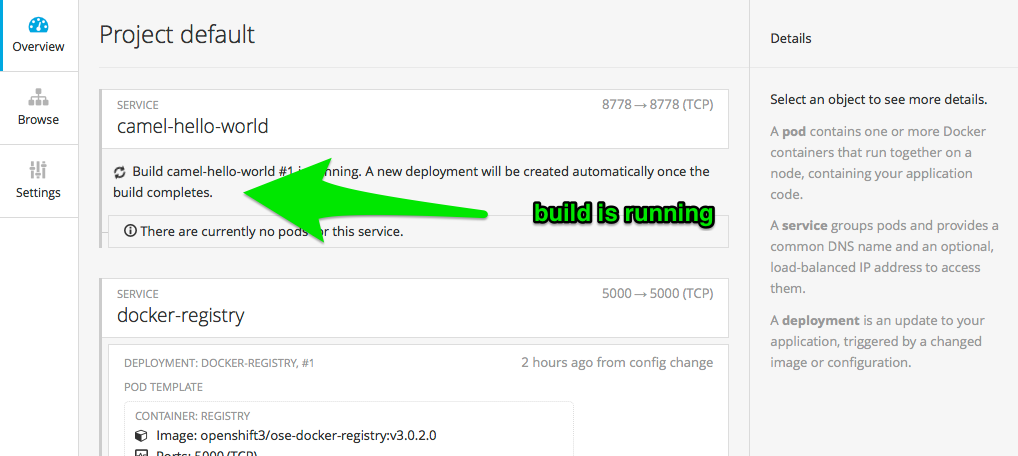 Overview
Browse
Settings
Project default
SERVICE
8778 → 8778 (TCP)
camel-hello-world
Build camel-hello-world #1 nning. A new deployment will be created automatically once the
build completes.
build is running
There are currently no pods for this service.
SERVICE
5000 → 5000 (TCP)
docker-registry
DEPLOYMENT: DOCKER-REGISTRY, #1
2 hours ago from config change
POD TEMPLATE
CONTAINER: REGISTRY
Image: openshift3/ose-docker-registry:v3.0.2.0
Ports: 5000 (TCP)
Details
Select an object to see more details.
A pod contains one or more Docker
containers that run together on a
node, containing your application
code.
A service groups pods and provides a
common DNS name and an optional,
load-balanced IP address to access
them.
A deployment is an update to your
application, triggered by a changed
image or configuration.